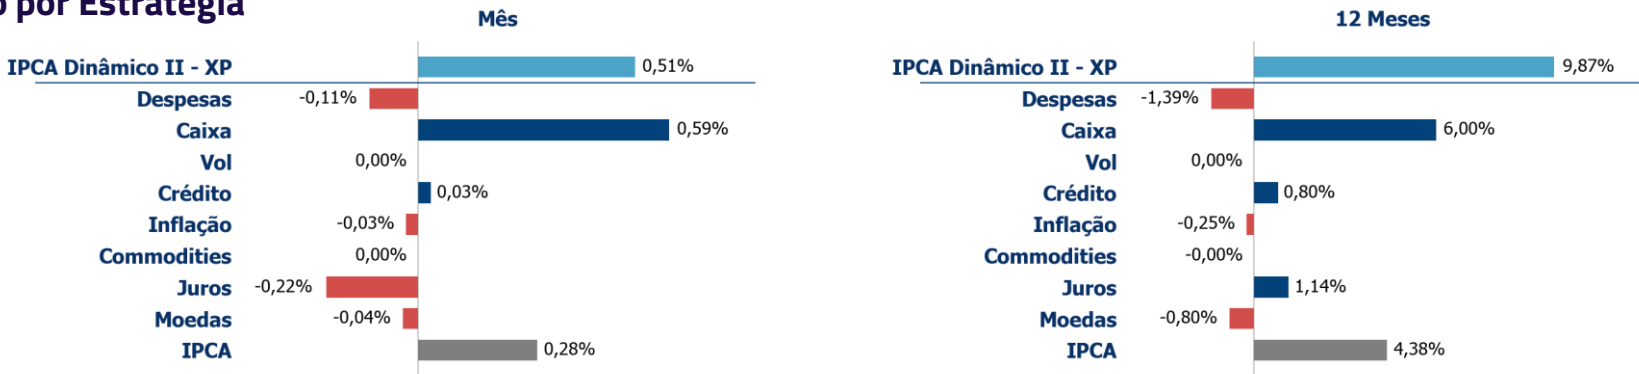 por Estratégia
Mês
IPCA Dinâmico II - XP 0,51%
Despesas -0,11%
Caixa 0,59%
Vol 0,00%
Crédito 0,03%
Inflação -0,03%
Commodities 0,00%
Juros -0,22%
Moedas -0,04%
IPCA 0,28%
12 Meses
IPCA Dinâmico II - XP 9,87%
Despesas -1,39%
Caixa 6,00%
Vol 0,00%
Crédito 0,80%
Inflação -0,25%
Commodities -0,00%
Juros 1,14%
Moedas -0,80%
IPCA 4,38%